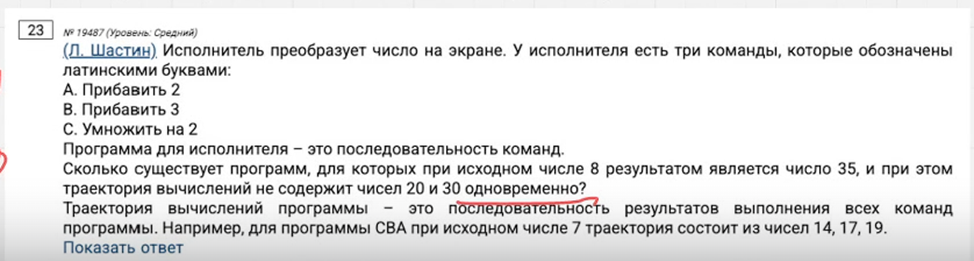 23 № 19487 (Уровень: Средний)
(Л. Шастин) Исполнитель преобразует число на экране. У исполнителя есть три команды, которые обозначены
латинскими буквами:
A. Прибавить 2
B. Прибавить 3
C. Умножить на 2
Программа для исполнителя – это последовательность команд.
Сколько существует программ, для которых при исходном числе 8 результатом является число 35, и при этом
траектория вычислений не содержит чисел 20 и 30 одновременно?
Траектория вычислений программы – это последовательность результатов выполнения всех команд
программы. Например, для программы CBA при исходном числе 7 траектория состоит из чисел 14, 17, 19.
Показать ответ